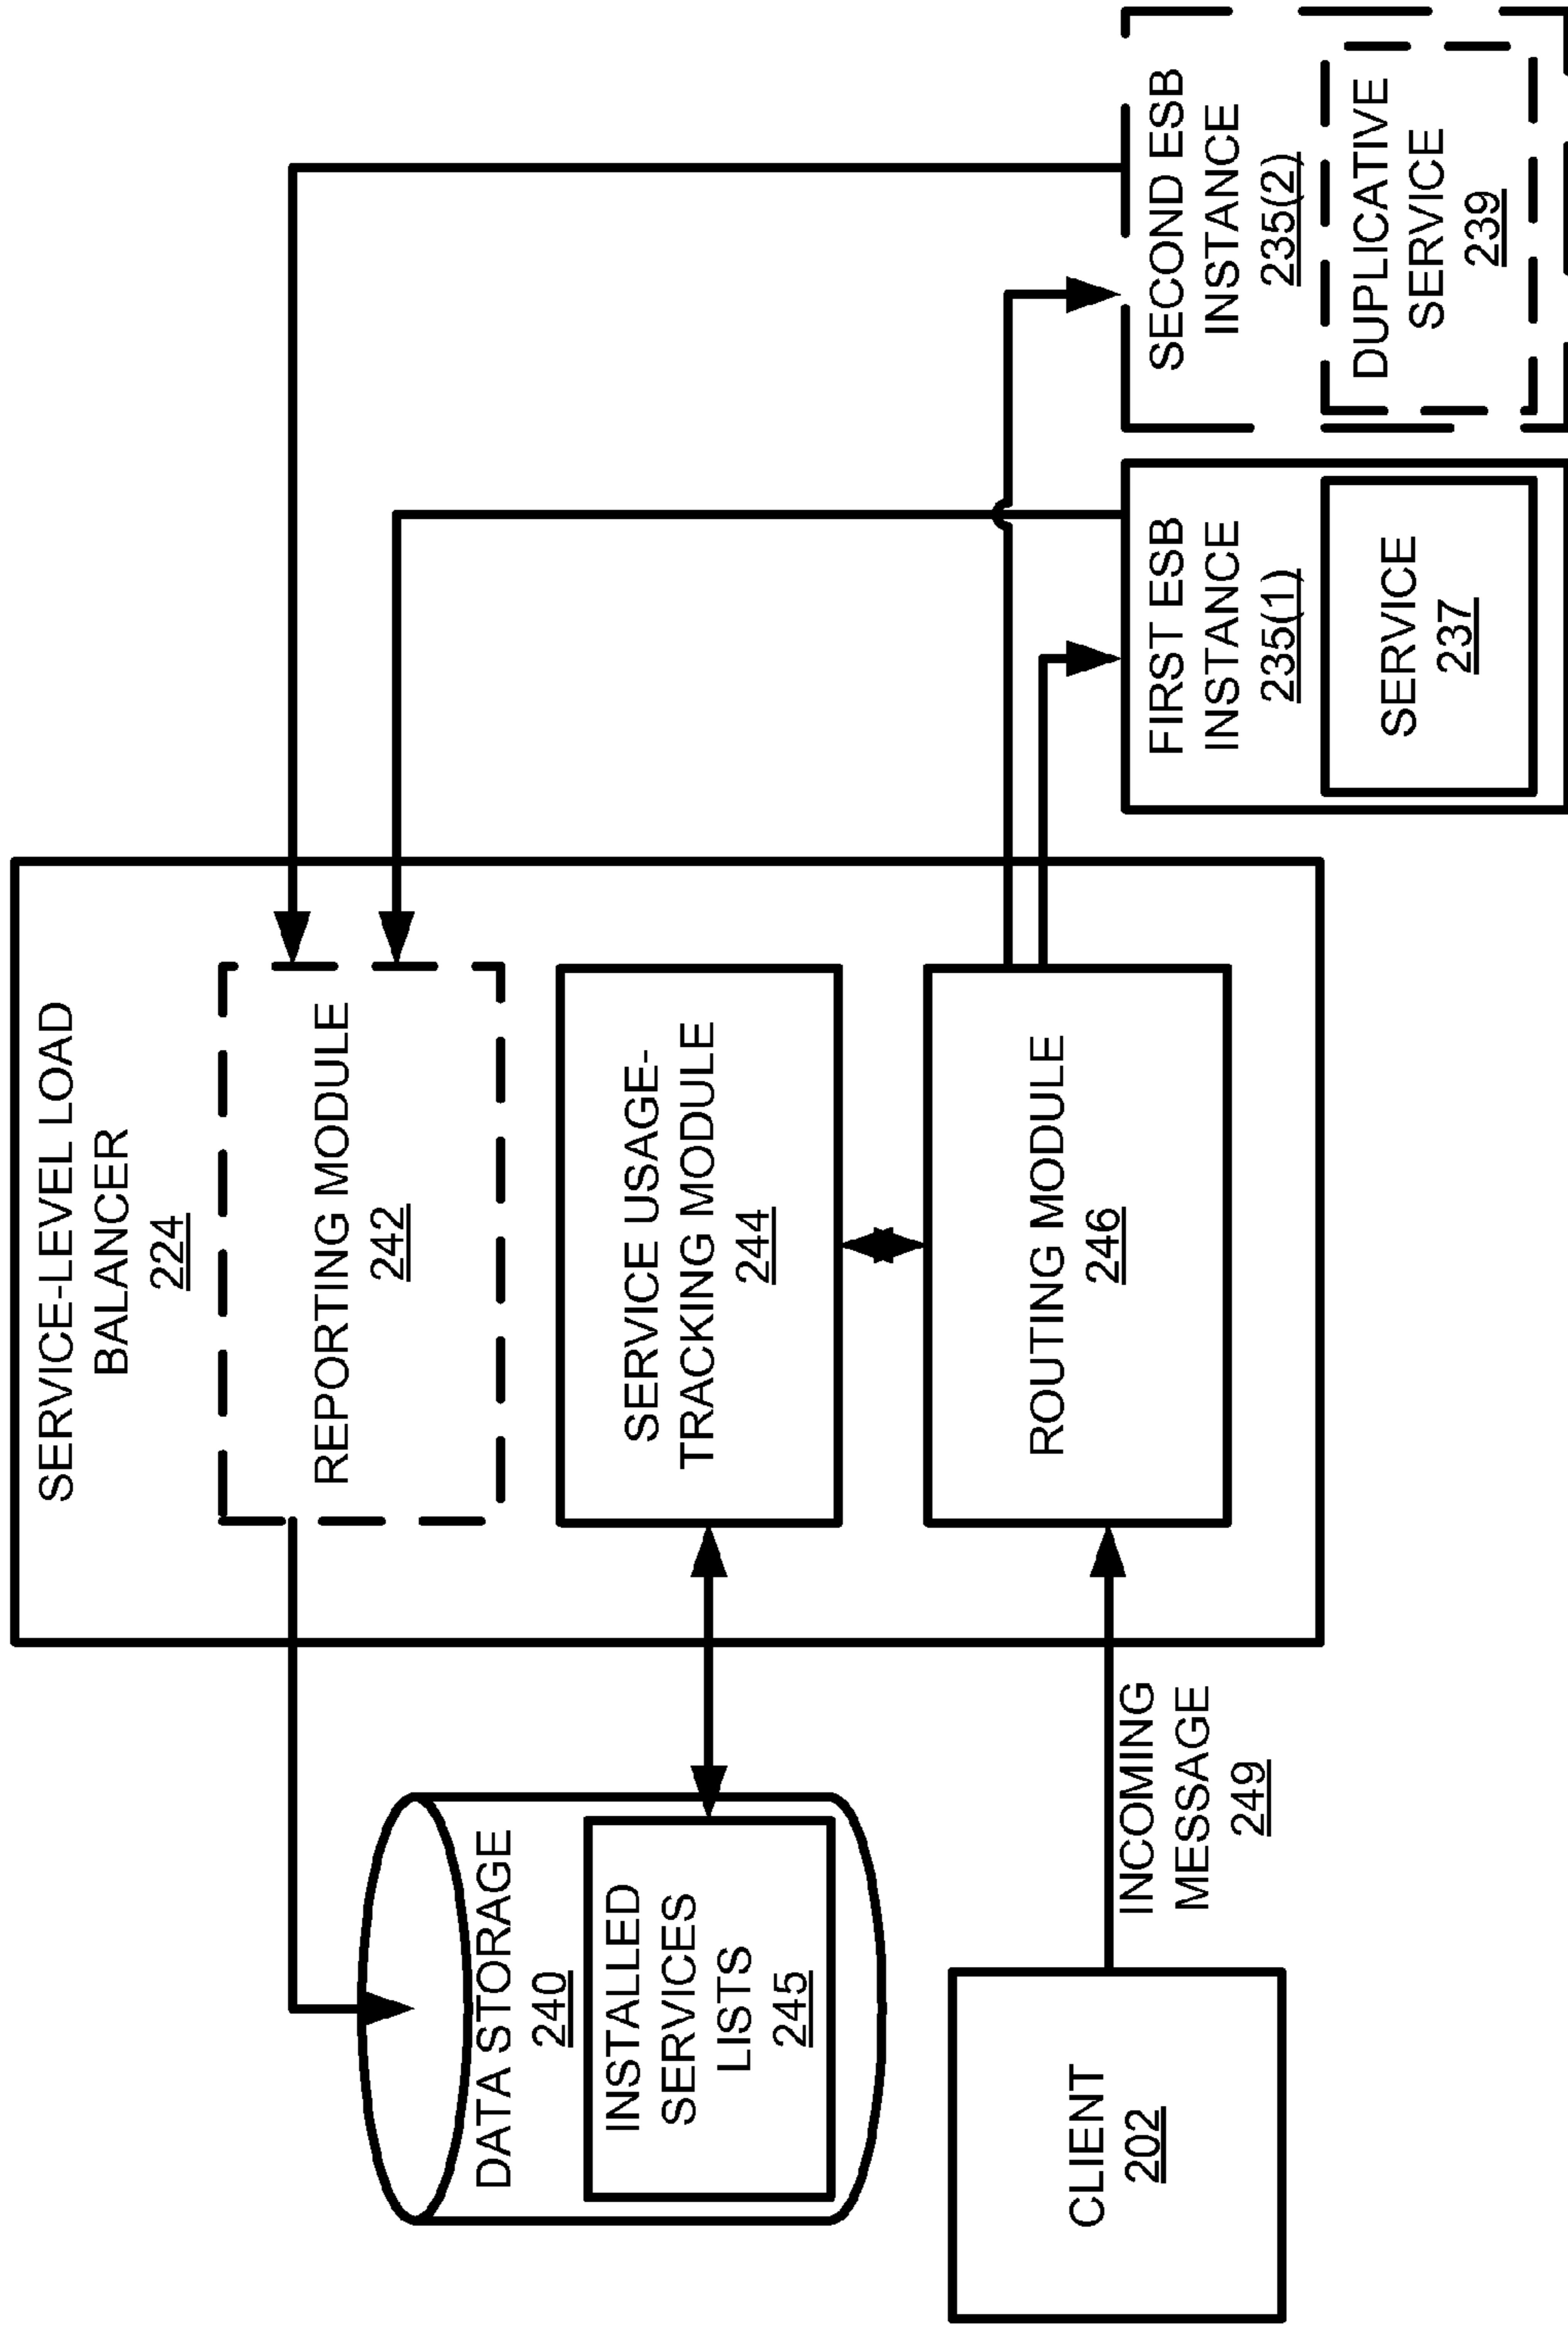 SERVICE-LEVEL LOAD
BALANCER
224
REPORTING MODULE
242
SERVICE USAGE-
TRACKING MODULE
244
ROUTING MODULE
246
DATA STORAGE
240
INSTALLED
SERVICES
LISTS
245
CLIENT
202
INCOMING
MESSAGE
249
FIRST ESB
INSTANCE
235(1)
SERVICE
237
SECOND ESB
INSTANCE
235(2)
DUPLICATIVE
SERVICE
239